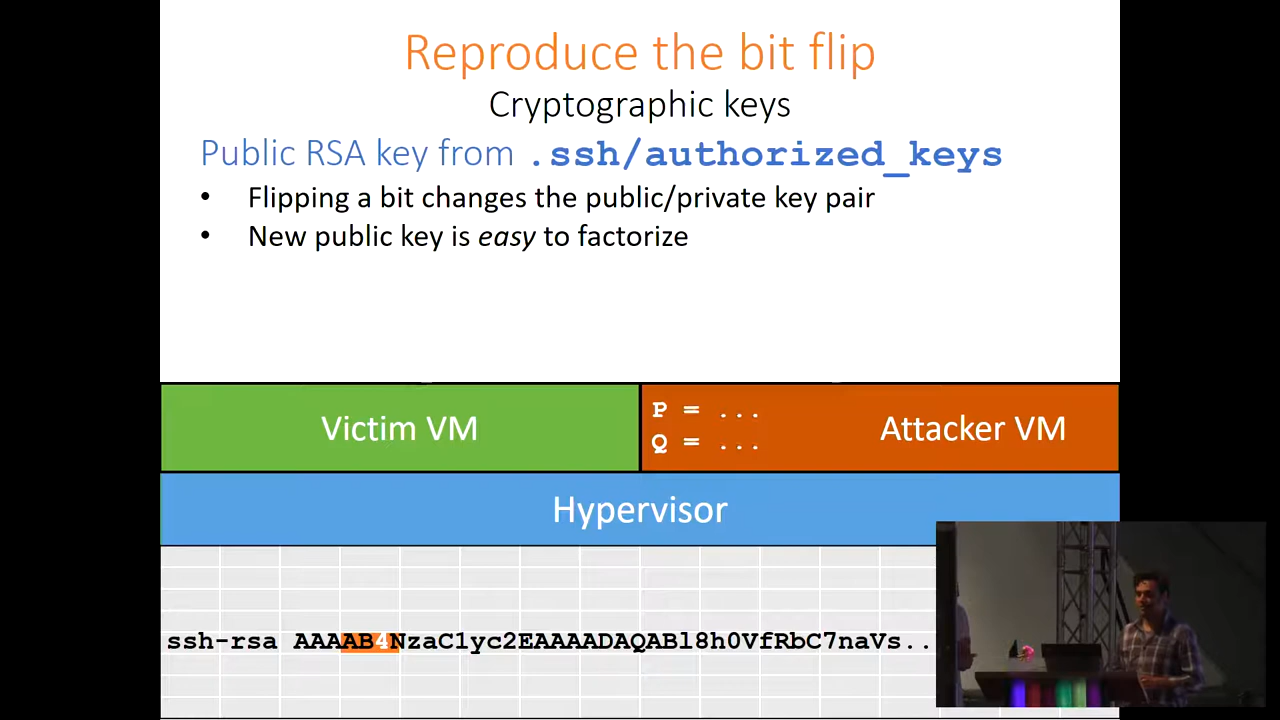 Reproduce the bit flip
Cryptographic keys
Public RSA key from .ssh/authorized_keys
• Flipping a bit changes the public/private key pair
• New public key is easy to factorize
Victim VM
P = ...
Q = ...
Attacker VM
Hypervisor
ssh-rsa AAAAB4NzaC1yc2EAAAADAQABl8h0VfRbC7naVs..